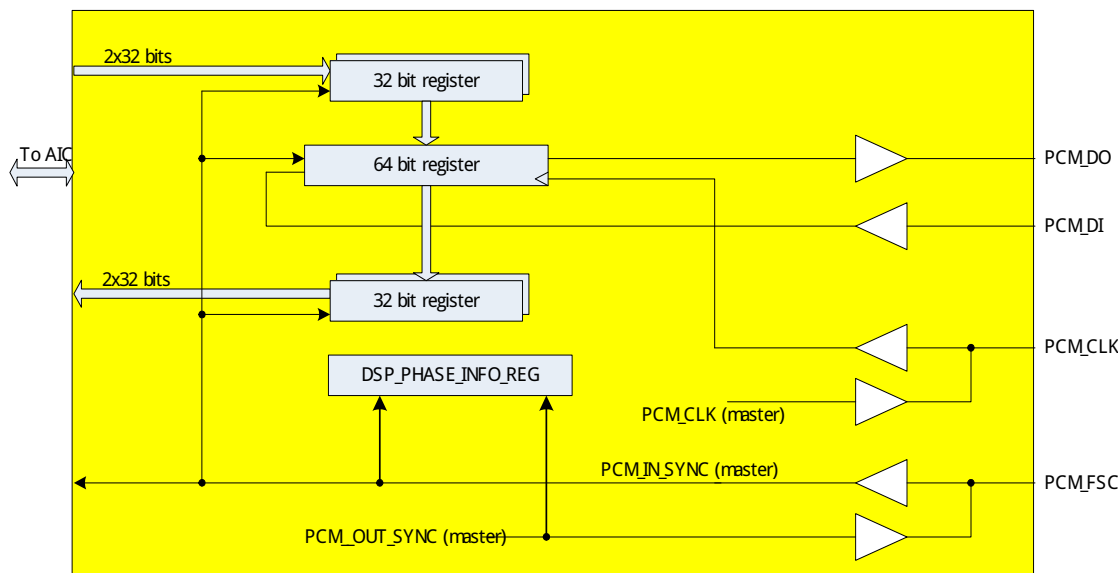 2x32 bits
32 bit register
To AIC
64 bit register
PCM_DO
PCM_DI
2x32 bits
32 bit register
PCM_CLK
DSP_PHASE_INFO_REG
PCM_CLK (master)
PCM_IN_SYNC (master)
PCM_FSC
PCM_OUT_SYNC (master)